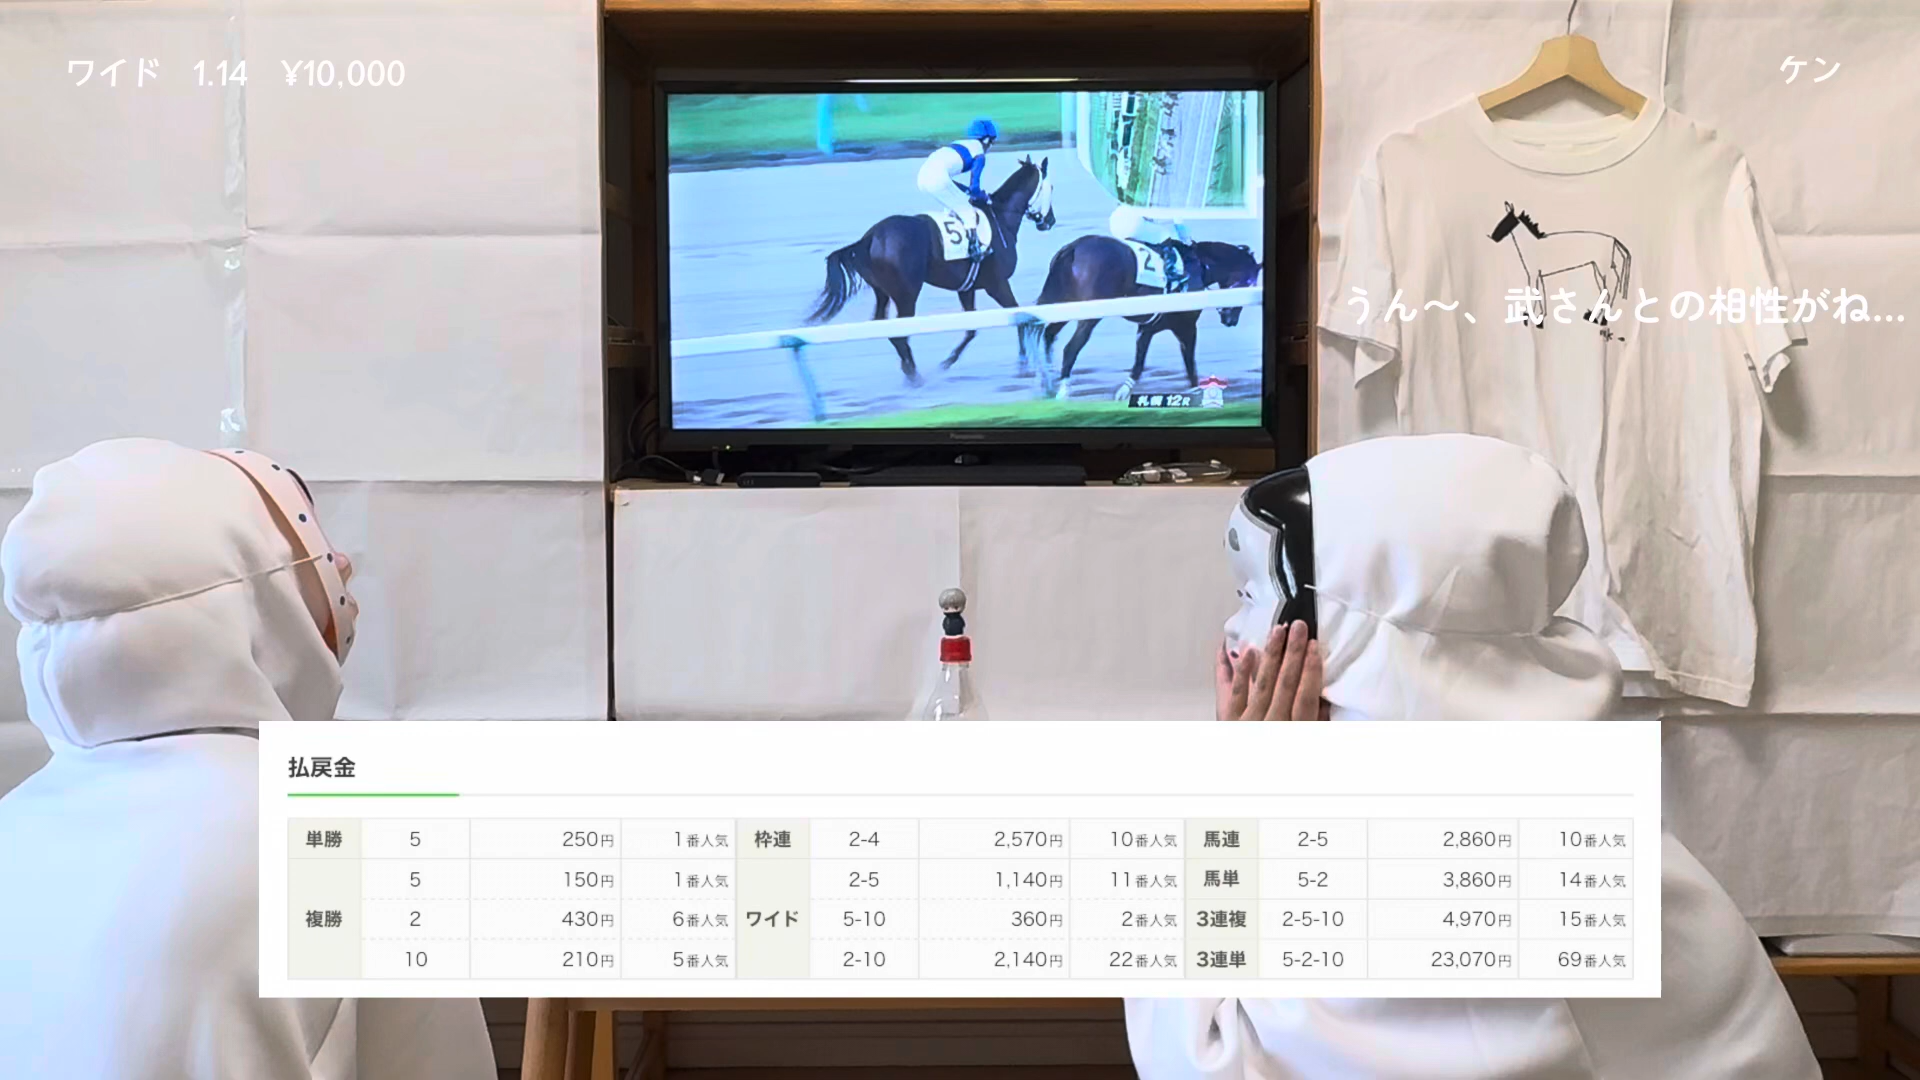 ワイド 1.14 ¥10,000
ケン
うん〜、武さんとの相性がね...
5
2
札幌 12R
Panasonic
払戻金
単勝 5 250円 1番人気 枠連 2-4 2,570円 10番人気 馬連 2-5 2,860円 10番人気
5 150円 1番人気 2-5 1,140円 11番人気 馬単 5-2 3,860円 14番人気
複勝 2 430円 6番人気 ワイド 5-10 360円 2番人気 3連複 2-5-10 4,970円 15番人気
10 210円 5番人気 2-10 2,140円 22番人気 3連単 5-2-10 23,070円 69番人気